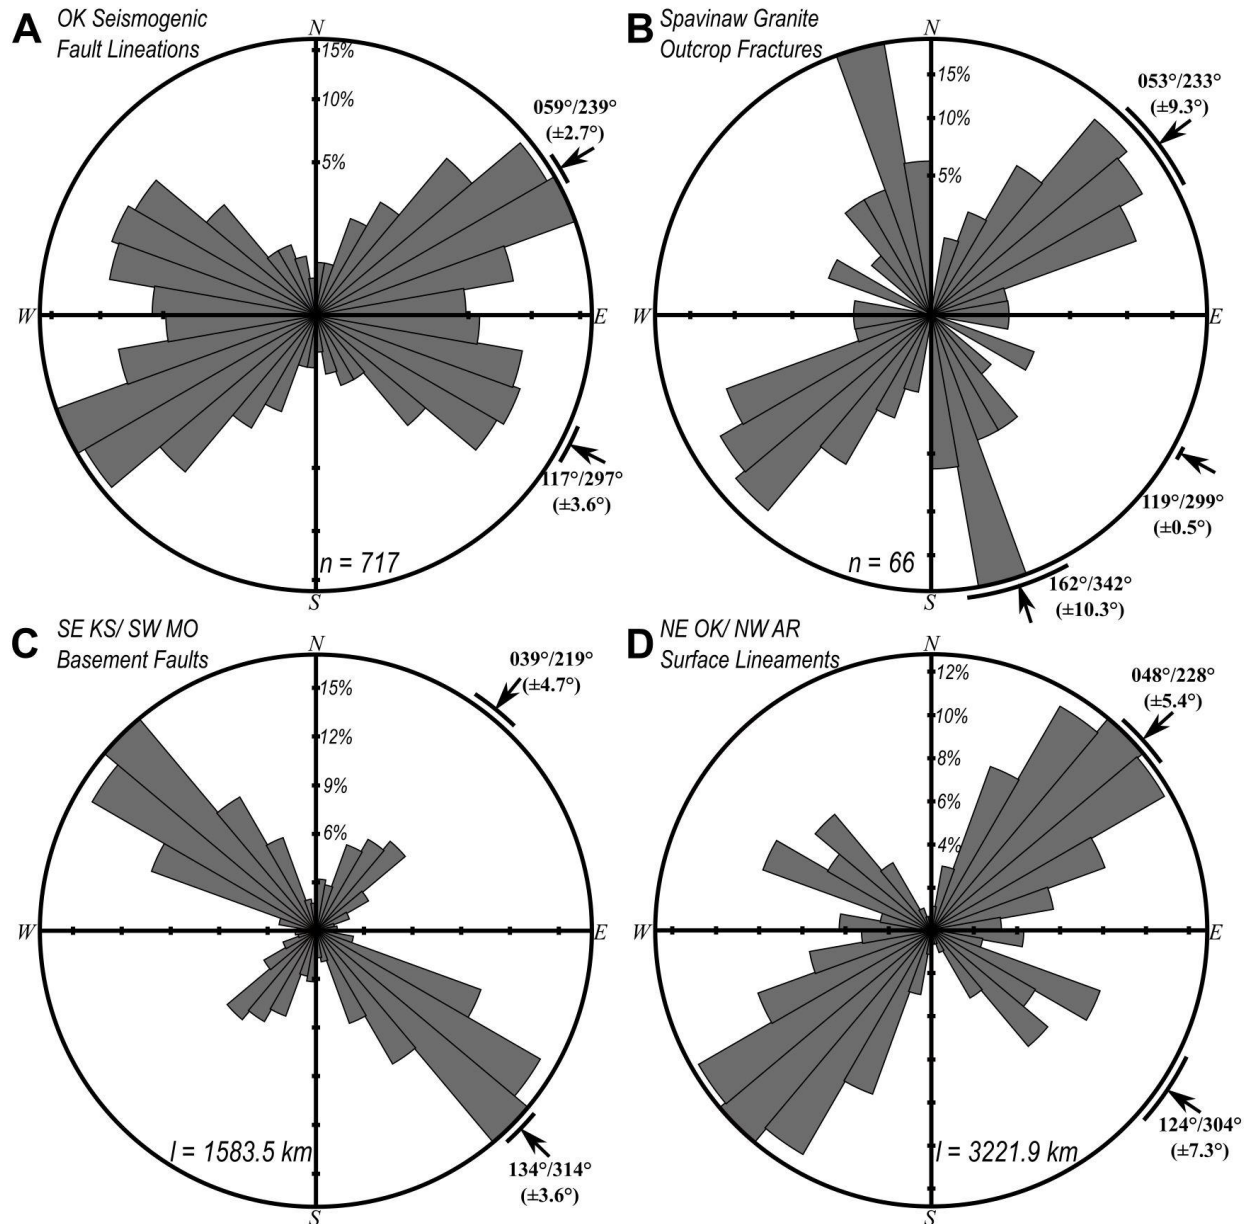 A
OK Seismogenic
Fault Lineations
N
15%
10%
5%
W
E
S
059°/239°
(±2.7°)
117°/297°
(±3.6°)
n = 717
B
Spavinaw Granite
Outcrop Fractures
N
15%
10%
5%
W
E
S
053°/233°
(±9.3°)
119°/299°
(±0.5°)
162°/342°
(±10.3°)
n = 66
C
SE KS/ SW MO
Basement Faults
N
15%
12%
9%
6%
W
E
S
039°/219°
(±4.7°)
134°/314°
(±3.6°)
l = 1583.5 km
D
NE OK/ NW AR
Surface Lineaments
N
12%
10%
8%
6%
4%
W
E
S
048°/228°
(±5.4°)
124°/304°
(±7.3°)
l = 3221.9 km